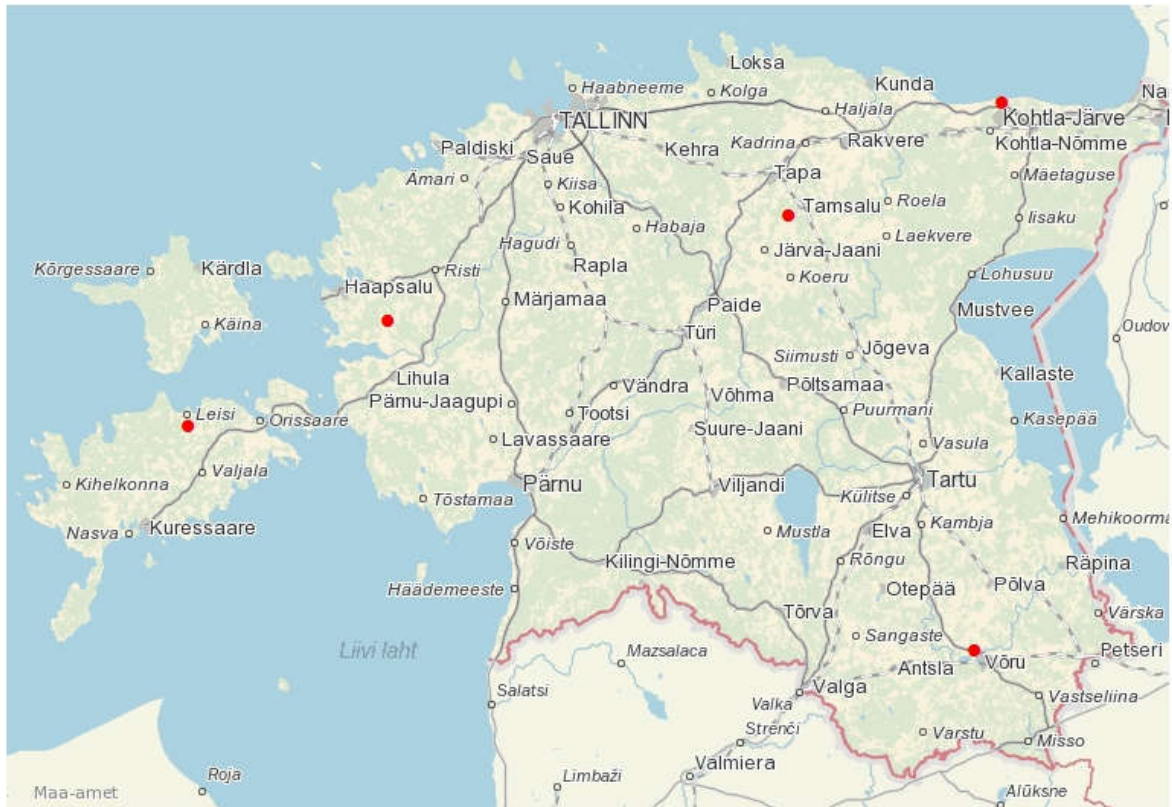 Loksa
Haabneeme
Kolga
Kunda
Na
TALLINN
Haljala
Kohtla-Järve
Paldiski
Saue
Kehra
Kadrina
Rakvere
Kohtla-Nõmme
Ämari
Kiisa
Tapa
Mäetaguse
Kohila
Tamsalu
Roela
Iisaku
Hagudi
Habaja
Järva-Jaani
Laekvere
Kõrgessaare
Kärdla
Risti
Rapla
Koeru
Lohusuu
Haapsalu
Märjamaa
Paide
Mustvee
Käina
Türi
Oudov
Siimusti
Jõgeva
Lihula
Vändra
Võhma
Põltsamaa
Kallaste
Pärnu-Jaagupi
Leisi
Orissaare
Tootsi
Puurmani
Kasepää
Suure-Jaani
Lavassaare
Vasula
Valjala
Kihelkonna
Pärnu
Viljandi
Tartu
Tõstamaa
Külitse
Nasva
Kuressaare
Mustla
Elva
Kambja
Mehikoorma
Võiste
Kilingi-Nõmme
Rõngu
Räpina
Häädemeeste
Otepää
Põlva
Tõrva
Värska
Sangaste
Liivi laht
Mazsalaca
Antsla
Võru
Petseri
Salatsi
Valga
Valka
Vastseliina
Strenči
Varstu
Misso
Valmiera
Roja
Limbaži
Maa-amet
Alūksne